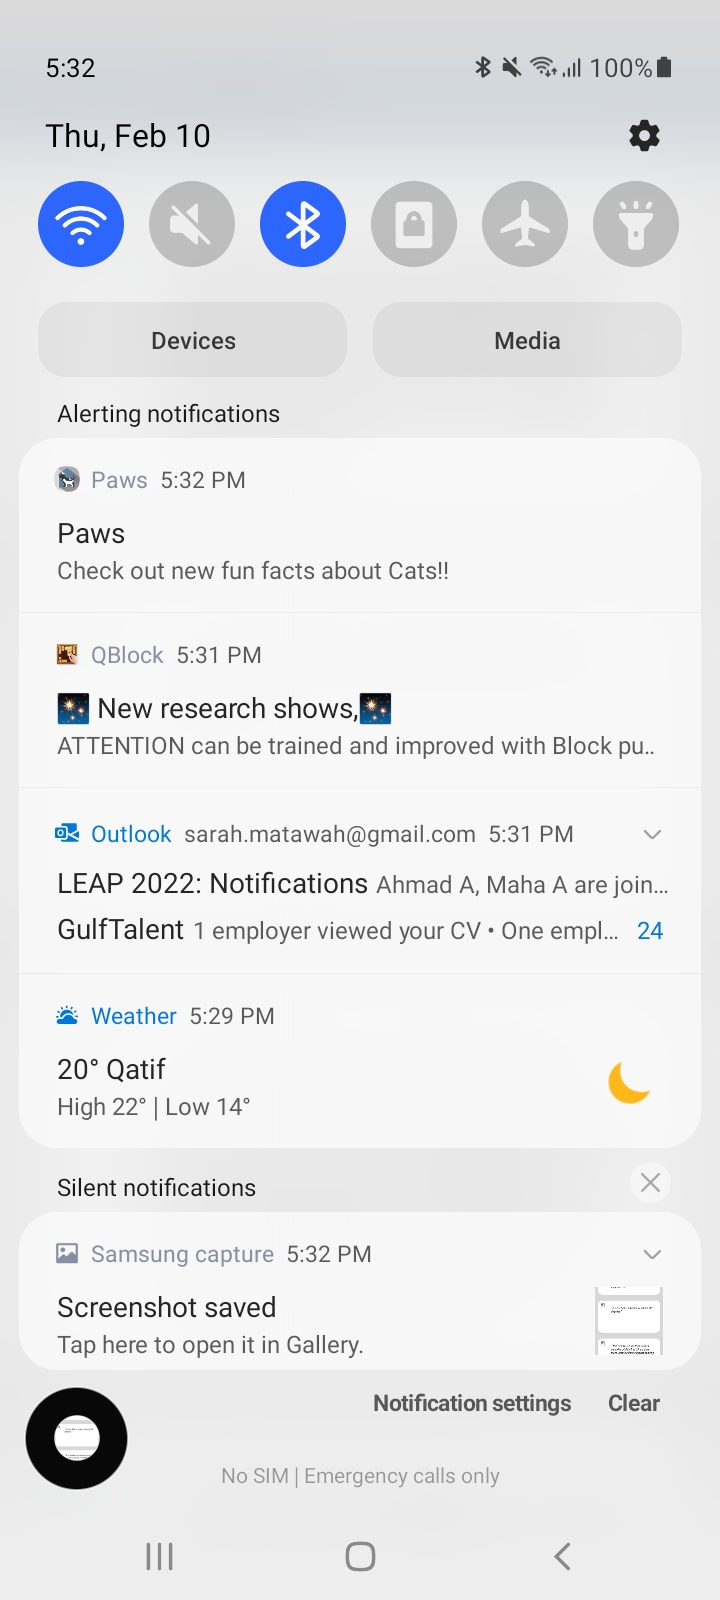 5:32 100%
Thu, Feb 10
Devices Media
Alerting notifications
Paws 5:32 PM
Paws
Check out new fun facts about Cats!!
QBlock 5:31 PM
🎆 New research shows,🎆
ATTENTION can be trained and improved with Block pu..
Outlook sarah.matawah@gmail.com 5:31 PM
LEAP 2022: Notifications Ahmad A, Maha A are join...
GulfTalent 1 employer viewed your CV • One empl... 24
Weather 5:29 PM
20° Qatif
High 22° | Low 14°
Silent notifications
Samsung capture 5:32 PM
Screenshot saved
Tap here to open it in Gallery.
Notification settings Clear
No SIM | Emergency calls only